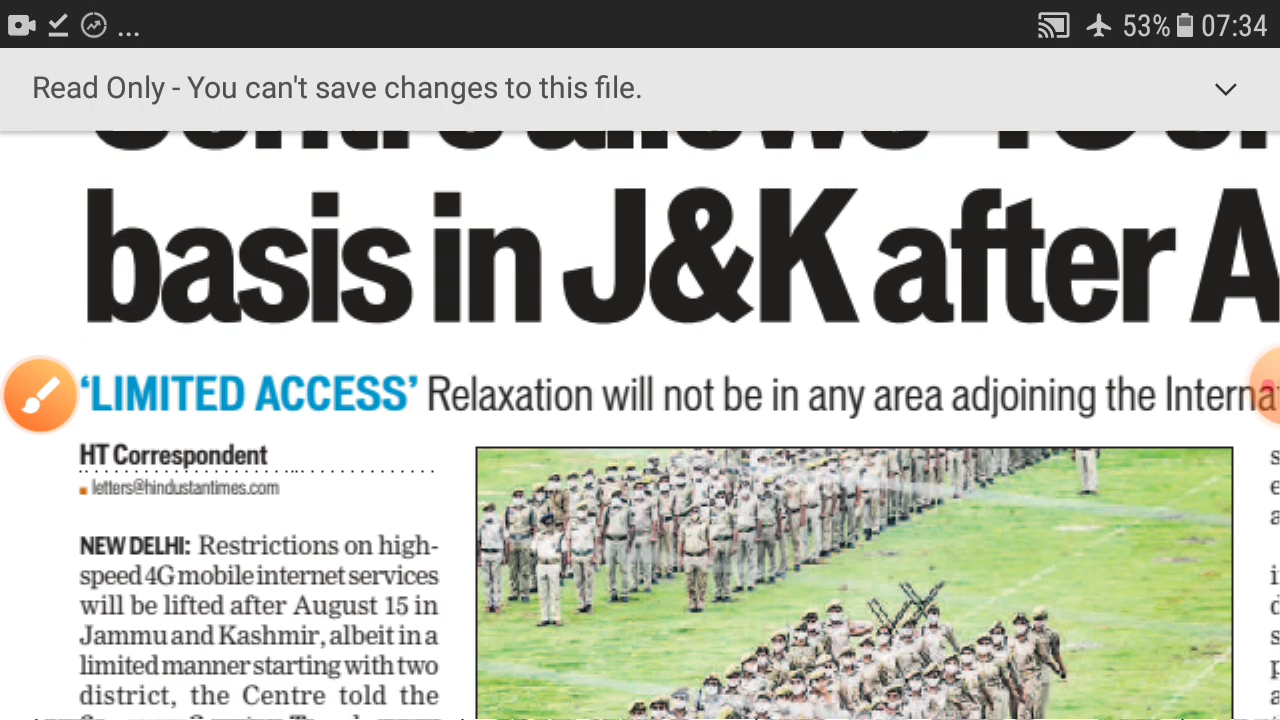 ... 53% 07:34
Read Only - You can't save changes to this file.
basis in J&K after A
‘LIMITED ACCESS’ Relaxation will not be in any area adjoining the Interna
HT Correspondent
letters@hindustantimes.com
NEW DELHI: Restrictions on high-
speed 4G mobile internet services
will be lifted after August 15 in
Jammu and Kashmir, albeit in a
limited manner starting with two
district, the Centre told the